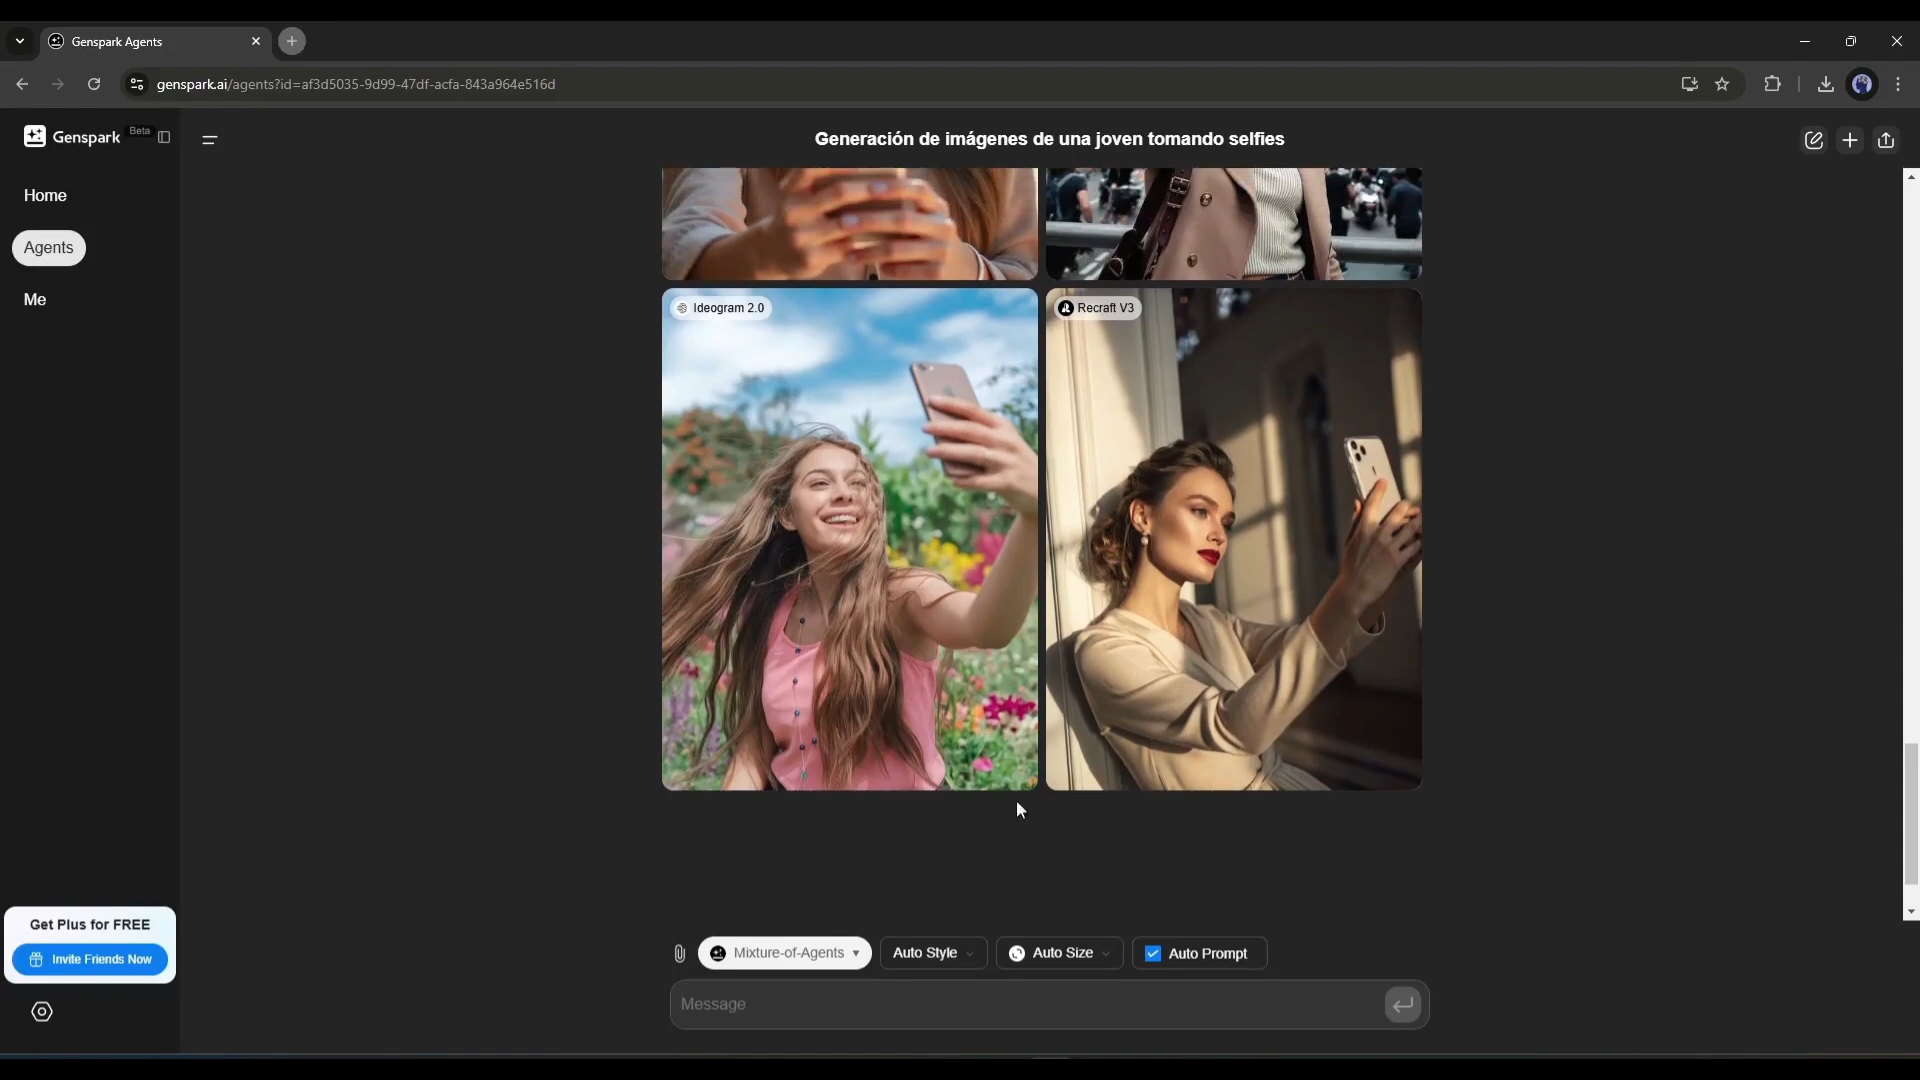 Genspark Agents
genspark.ai/agents?id=af3d5035-9d99-47df-acfa-843a964e516d
Genspark Beta
Generación de imágenes de una joven tomando selfies
Home
Agents
Me
Ideogram 2.0
Recraft V3
Get Plus for FREE
Invite Friends Now
Mixture-of-Agents
Auto Style
Auto Size
Auto Prompt
Message